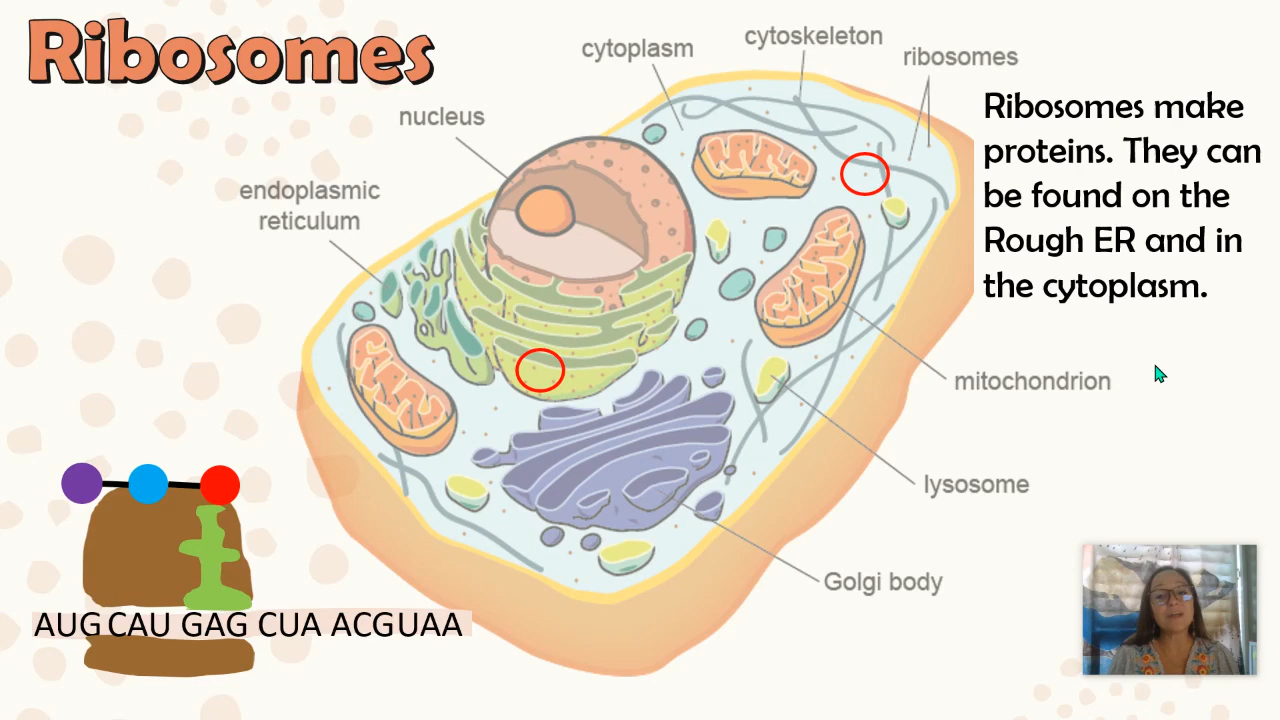 Ribosomes
cytoplasm
cytoskeleton
ribosomes
nucleus
endoplasmic
reticulum
Ribosomes make
proteins. They can
be found on the
Rough ER and in
the cytoplasm.
mitochondrion
lysosome
Golgi body
AUG CAU GAG CUA ACGUAA